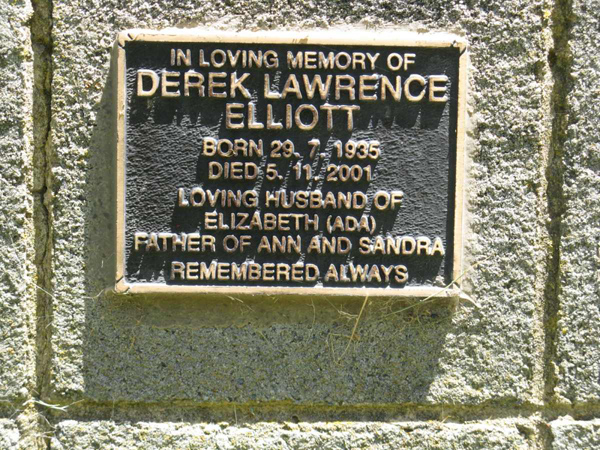 IN LOVING MEMORY OF
DEREK LAWRENCE
ELLIOTT
BORN 29. 7. 1935
DIED 5. 11. 2001
LOVING HUSBAND OF
ELIZABETH (ADA)
FATHER OF ANN AND SANDRA
REMEMBERED ALWAYS